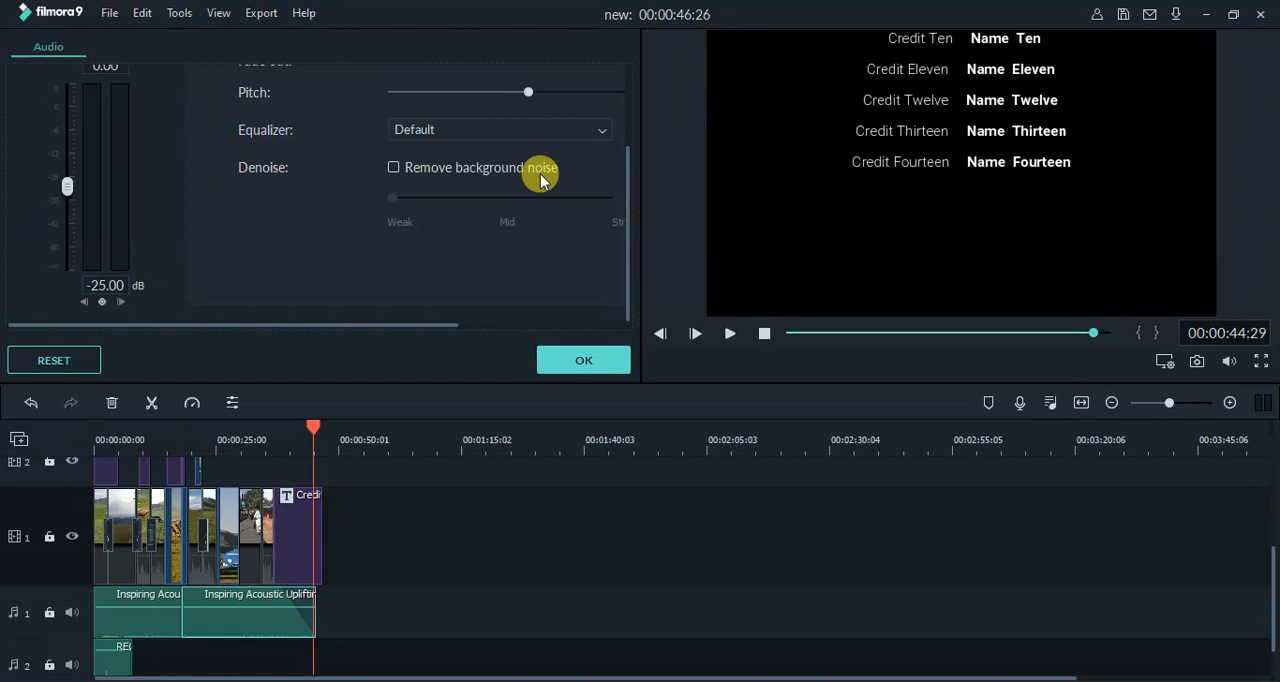 filmora9 File Edit Tools View Export Help new: 00:00:46:26
Audio
0.00
Pitch:
Equalizer: Default
Denoise: Remove background noise
Weak Mid Str
-25.00 dB
RESET OK
Credit Ten Name Ten
Credit Eleven Name Eleven
Credit Twelve Name Twelve
Credit Thirteen Name Thirteen
Credit Fourteen Name Fourteen
00:00:44:29
00:00:00:00 00:00:25:00 00:00:50:01 00:01:15:02 00:01:40:03 00:02:05:03 00:02:30:04 00:02:55:05 00:03:20:06 00:03:45:06
2
1 T Credi
1 Inspiring Acou Inspiring Acoustic Upliftin
2 REC